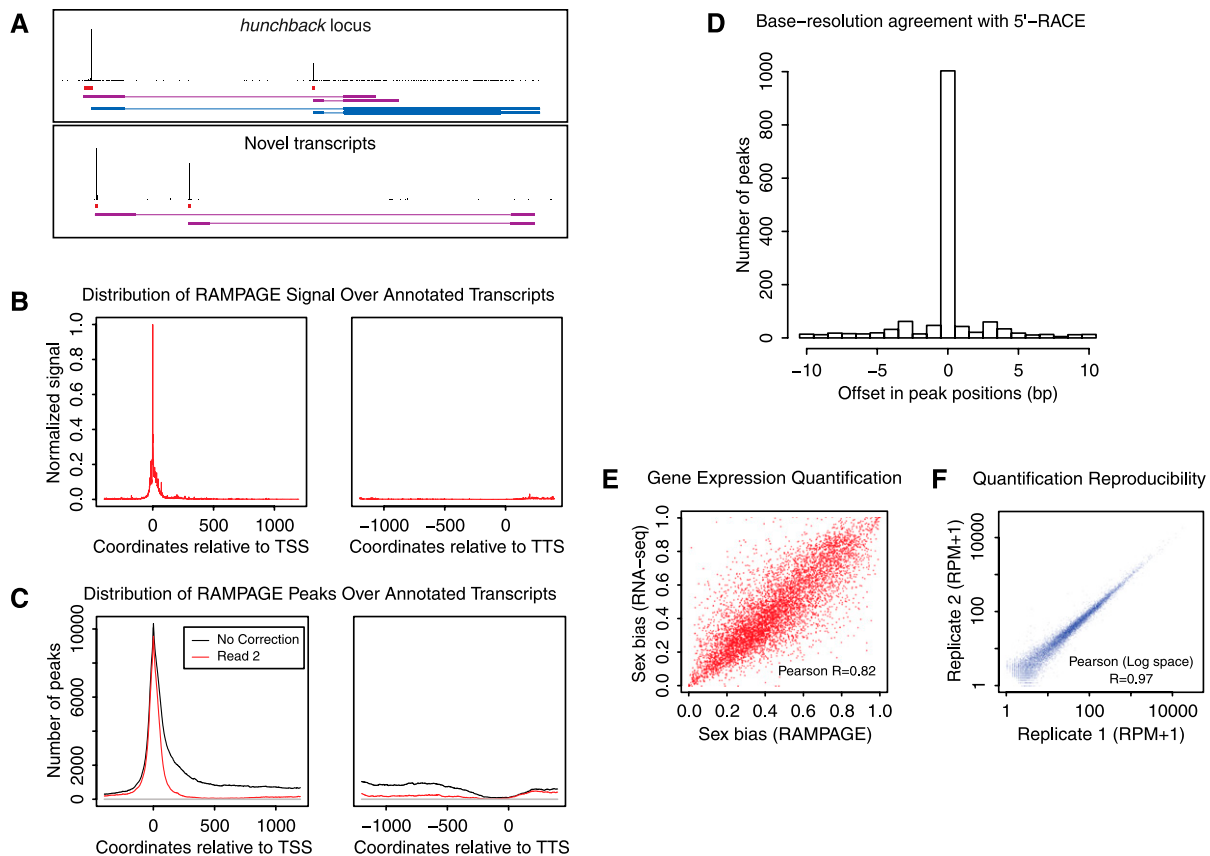 A
hunchback locus
Novel transcripts
B
Distribution of RAMPAGE Signal Over Annotated Transcripts
Normalized signal
0.0 0.2 0.4 0.6 0.8 1.0
0 500 1000
Coordinates relative to TSS
−1000 −500 0
Coordinates relative to TTS
C
Distribution of RAMPAGE Peaks Over Annotated Transcripts
Number of peaks
0 2000 6000 10000
No Correction
Read 2
0 500 1000
Coordinates relative to TSS
−1000 −500 0
Coordinates relative to TTS
D
Base−resolution agreement with 5'−RACE
Number of peaks
0 200 400 600 800 1000
−10 −5 0 5 10
Offset in peak positions (bp)
E
Gene Expression Quantification
Sex bias (RNA−seq)
0.0 0.2 0.4 0.6 0.8 1.0
Pearson R=0.82
0.0 0.2 0.4 0.6 0.8 1.0
Sex bias (RAMPAGE)
F
Quantification Reproducibility
Replicate 2 (RPM+1)
1 10 100 10000
Pearson (Log space)
R=0.97
1 10 100 10000
Replicate 1 (RPM+1)